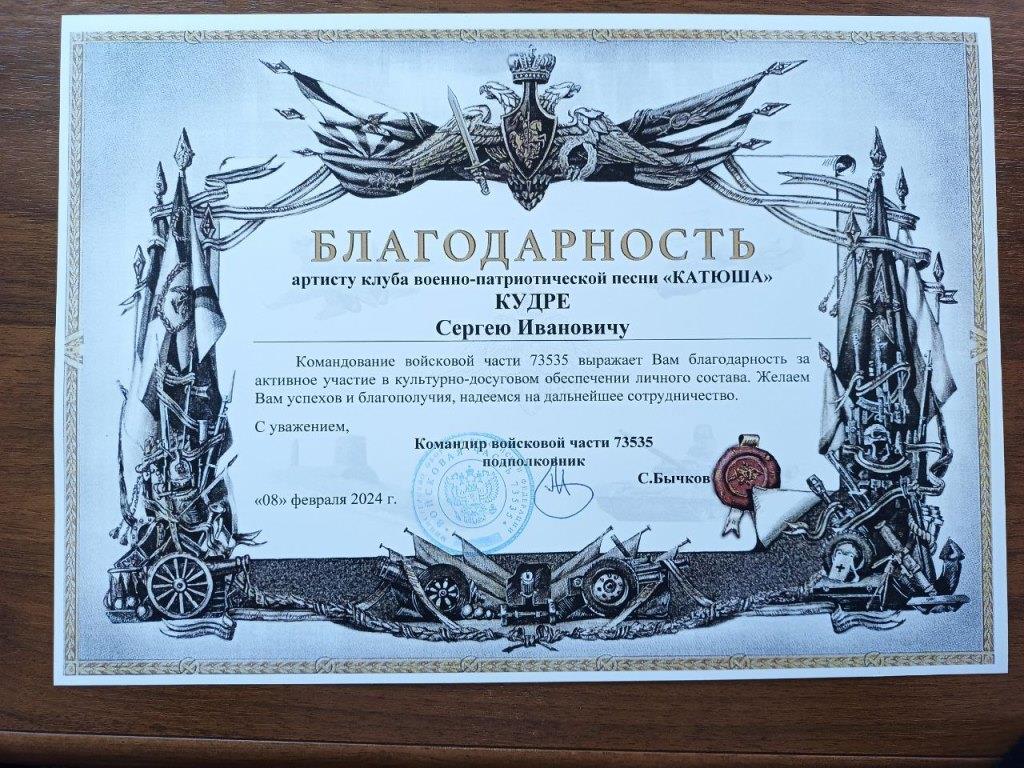 БЛАГОДАРНОСТЬ
артисту клуба военно-патриотической песни «КАТЮША»
КУДРЕ
Сергею Ивановичу
Командование войсковой части 73535 выражает Вам благодарность за
активное участие в культурно-досуговом обеспечении личного состава. Желаем
Вам успехов и благополучия, надеемся на дальнейшее сотрудничество.
С уважением,
Командир войсковой части 73535
подполковник
С.Бычков
«08» февраля 2024 г.
ВОЙСКОВАЯ ЧАСТЬ